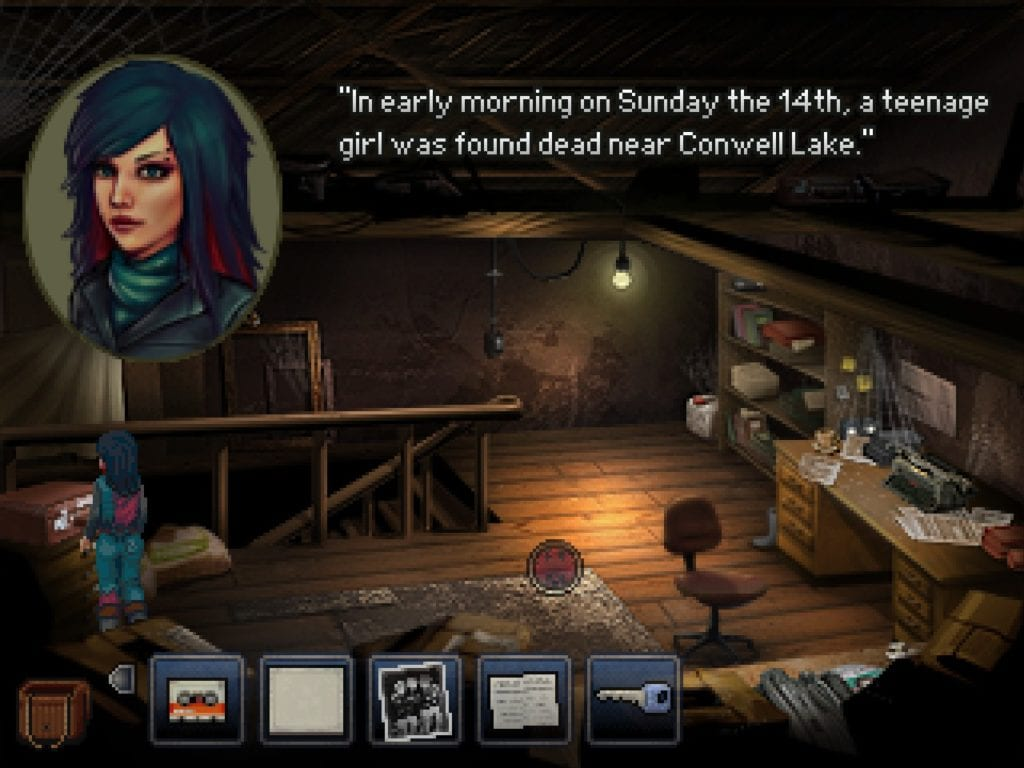 "In early morning on Sunday the 14th, a teenage
girl was found dead near Conwell Lake."